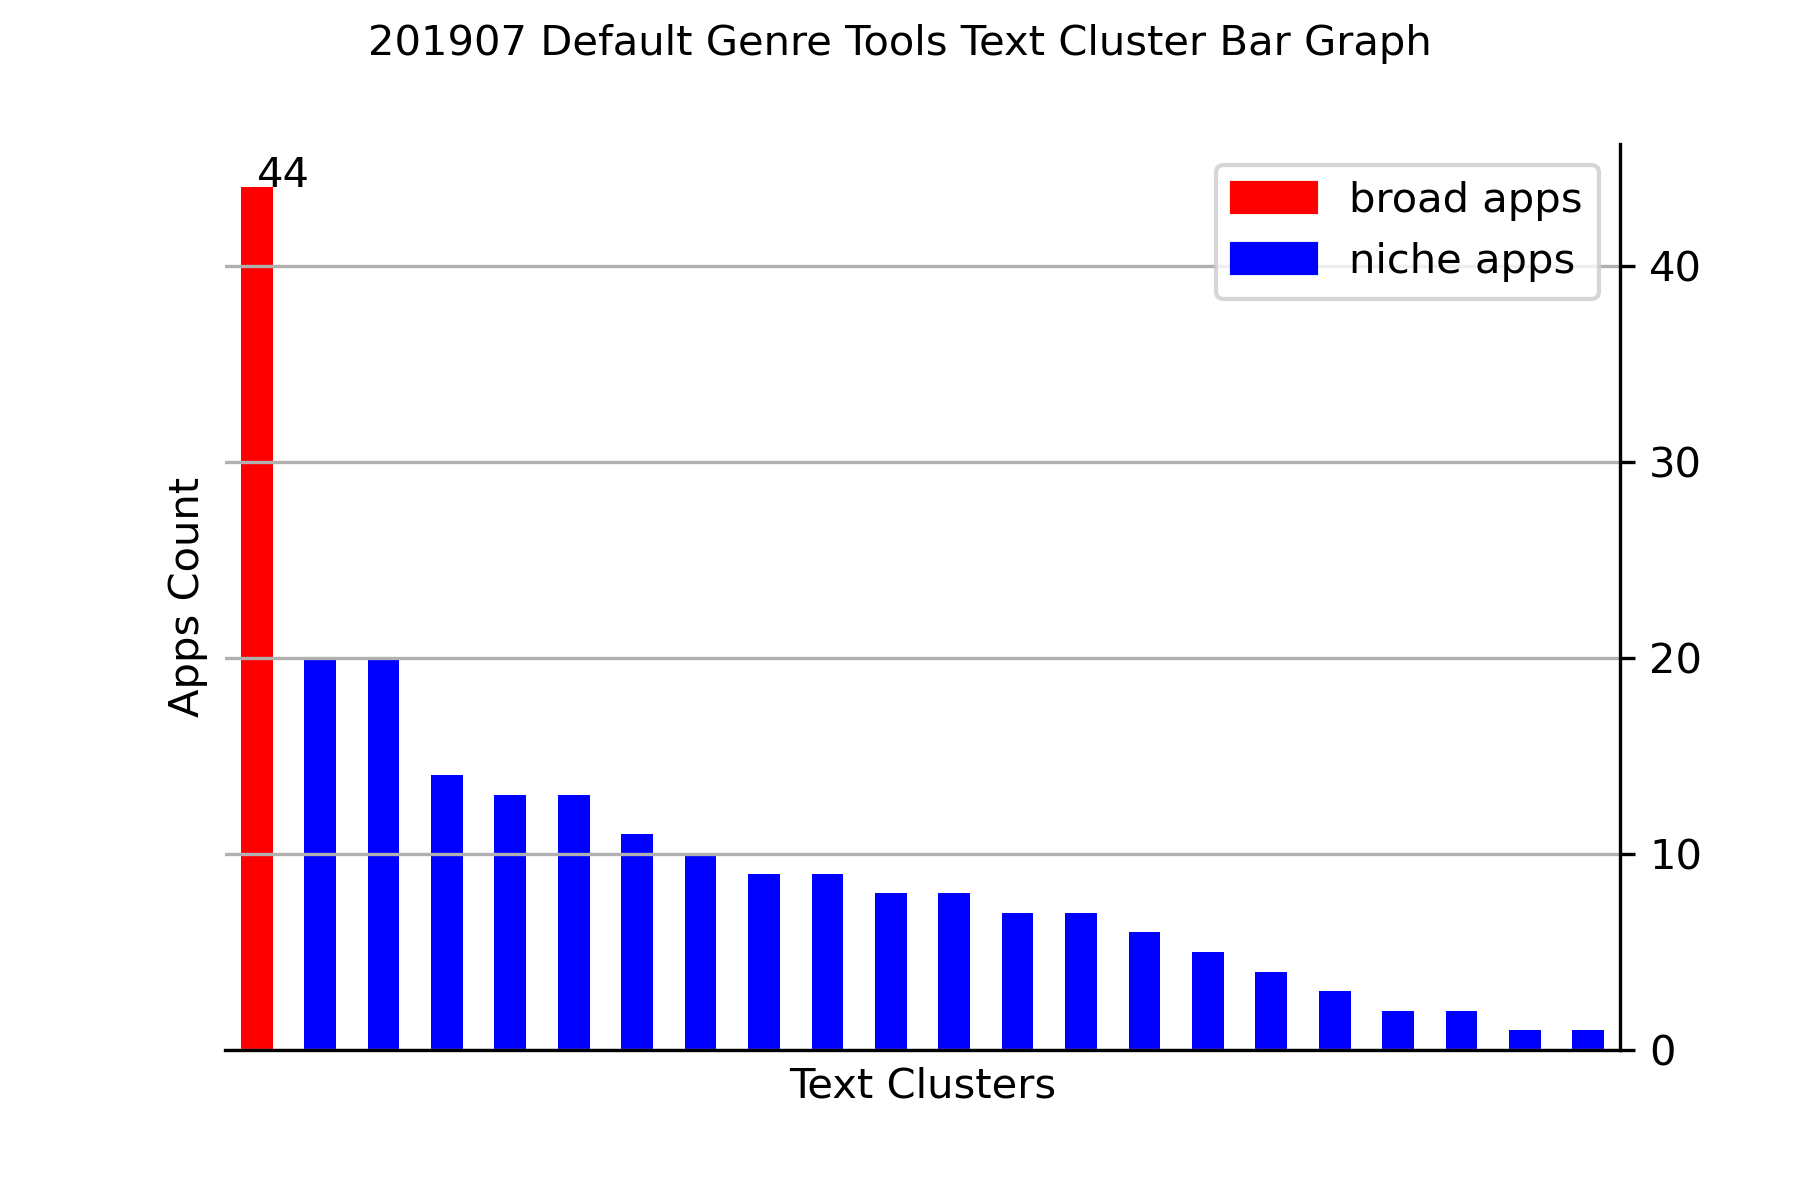 201907 Default Genre Tools Text Cluster Bar Graph
44
broad apps
niche apps
40
30
20
10
0
Apps Count
Text Clusters